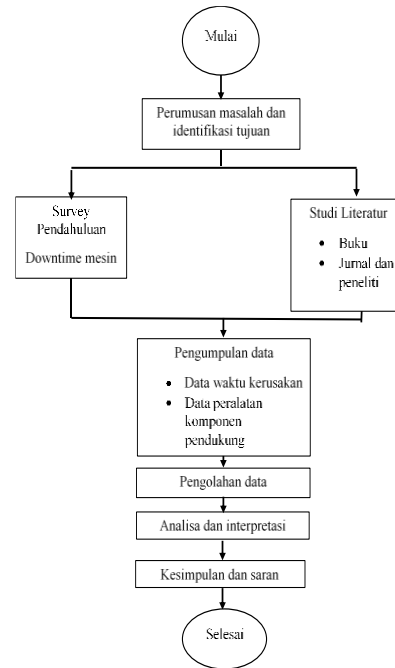 Mulai
Perumusan masalah dan
identifikasi tujuan
Survey
Pendahuluan
Downtime mesin
Studi Literatur
• Buku
• Jurnal dan
peneliti
Pengumpulan data
• Data waktu kerusakan
• Data peralatan
komponen
pendukung
Pengolahan data
Analisa dan interpretasi
Kesimpulan dan saran
Selesai